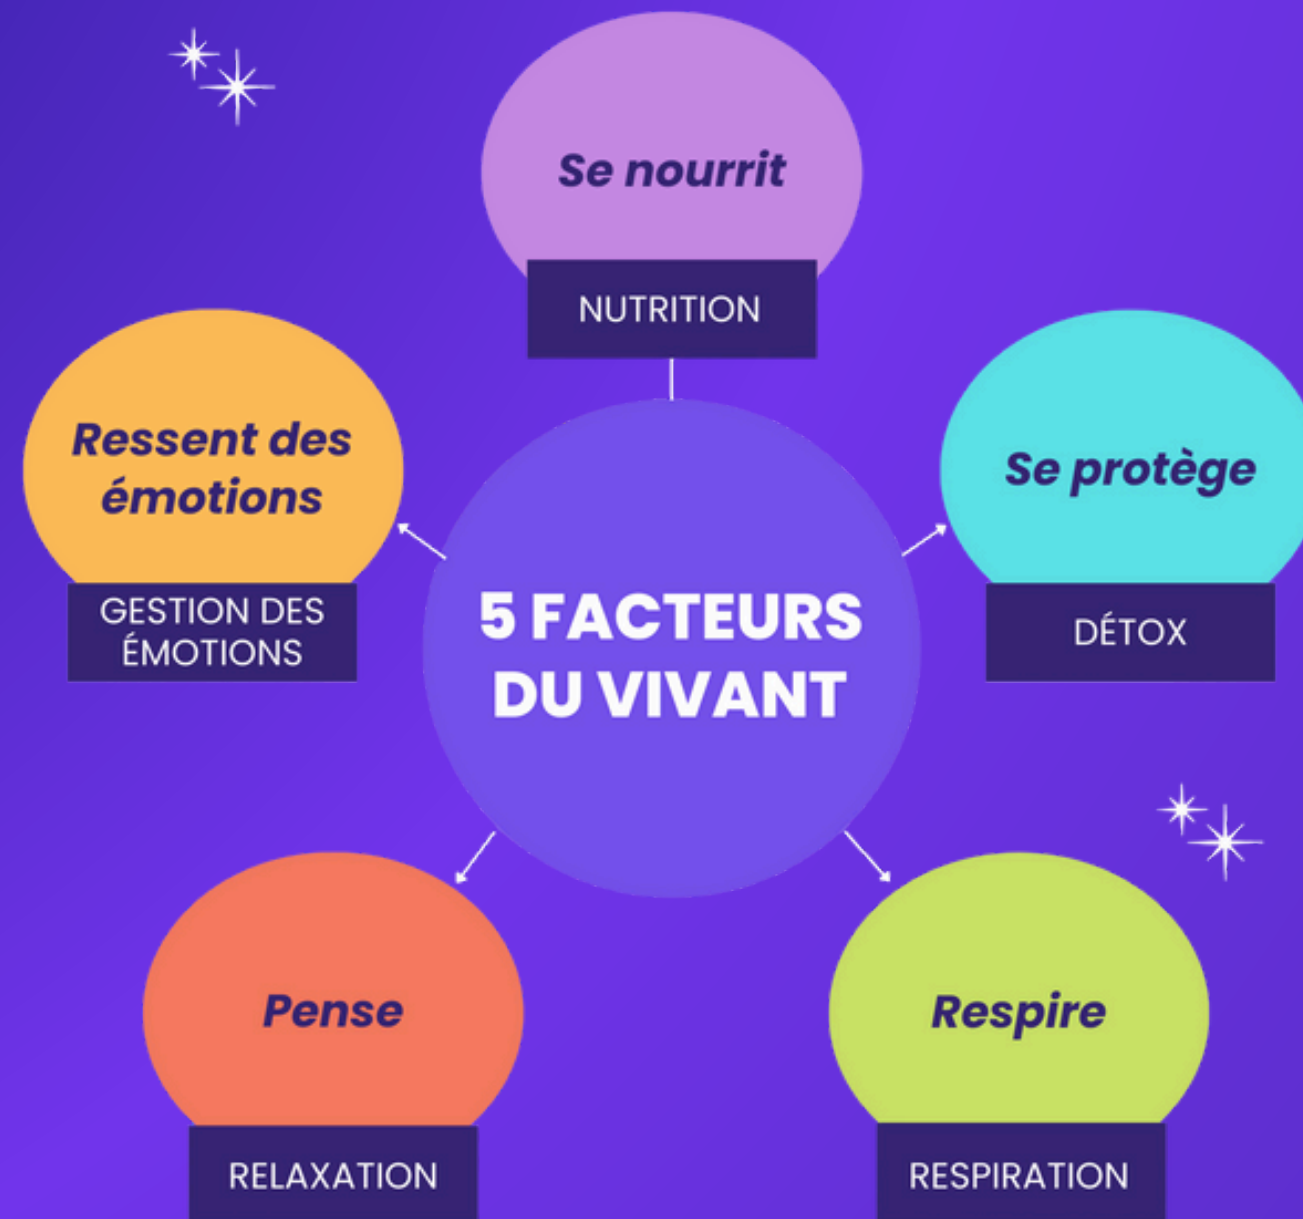 Se nourrit
NUTRITION
Ressent des
émotions
GESTION DES
ÉMOTIONS
Se protège
DÉTOX
5 FACTEURS
DU VIVANT
Pense
RELAXATION
Respire
RESPIRATION